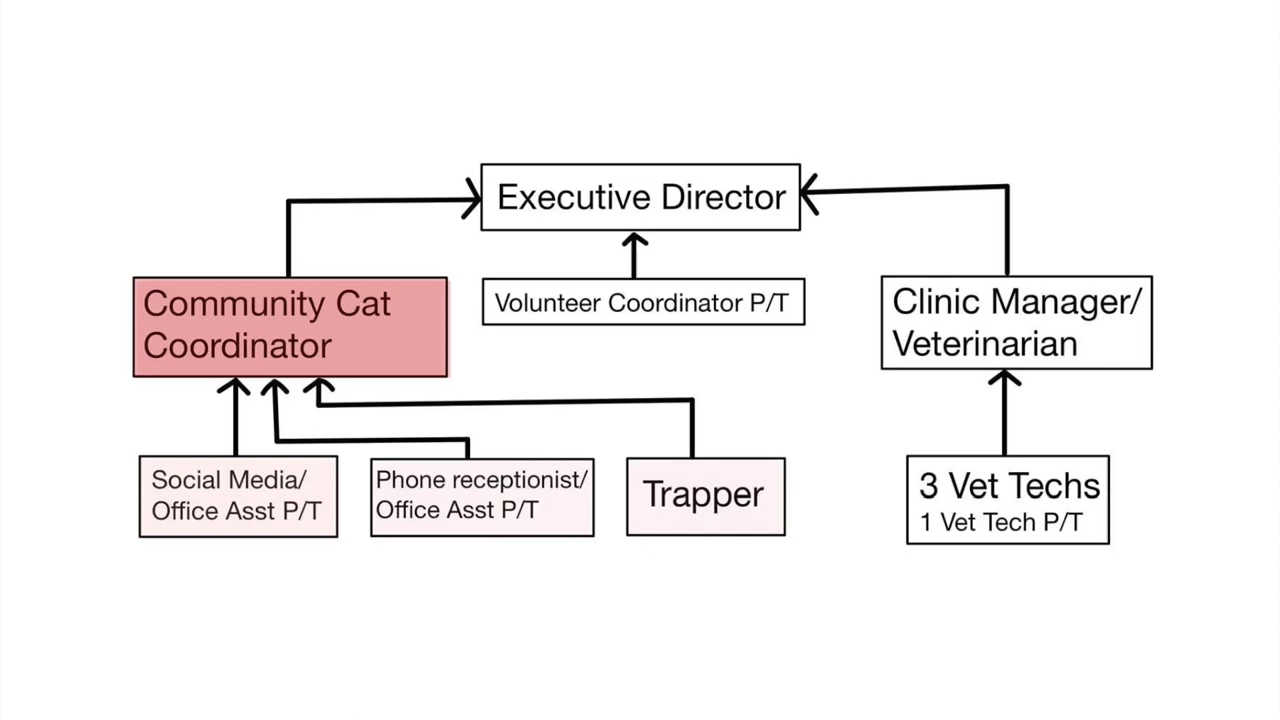 Executive Director
Community Cat
Coordinator
Volunteer Coordinator P/T
Clinic Manager/
Veterinarian
Social Media/
Office Asst P/T
Phone receptionist/
Office Asst P/T
Trapper
3 Vet Techs
1 Vet Tech P/T